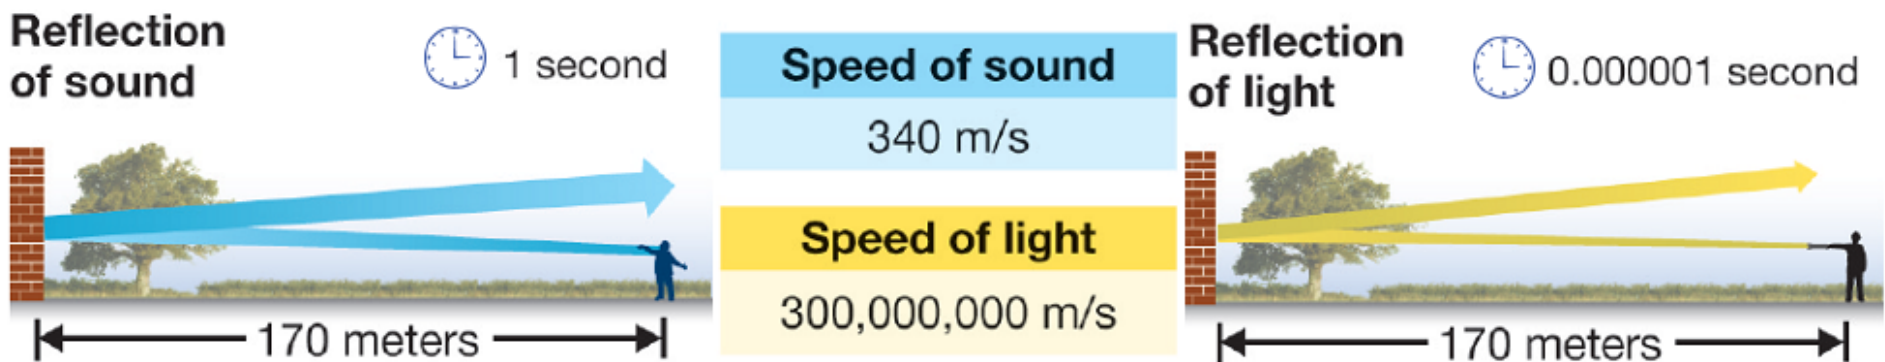 Reflection
of sound
1 second
170 meters
Speed of sound
340 m/s
Speed of light
300,000,000 m/s
Reflection
of light
0.000001 second
170 meters